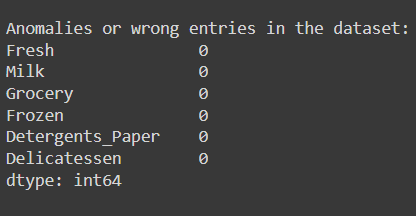 Anomalies or wrong entries in the dataset:
Fresh 0
Milk 0
Grocery 0
Frozen 0
Detergents_Paper 0
Delicatessen 0
dtype: int64